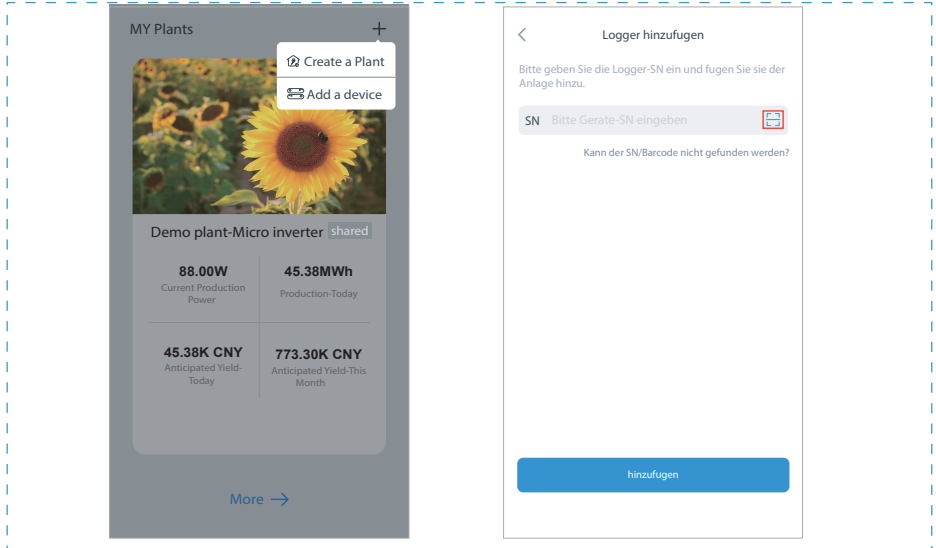 MY Plants
Create a Plant
Add a device
Demo plant-Micro inverter shared
88.00W
Current Production
Power
45.38MWh
Production-Today
45.38K CNY
Anticipated Yield-
Today
773.30K CNY
Anticipated Yield-This
Month
More
Logger hinzufugen
Bitte geben Sie die Logger-SN ein und fugen Sie sie der
Anlage hinzu.
SN Bitte Gerate-SN eingeben
Kann der SN/Barcode nicht gefunden werden?
hinzufugen